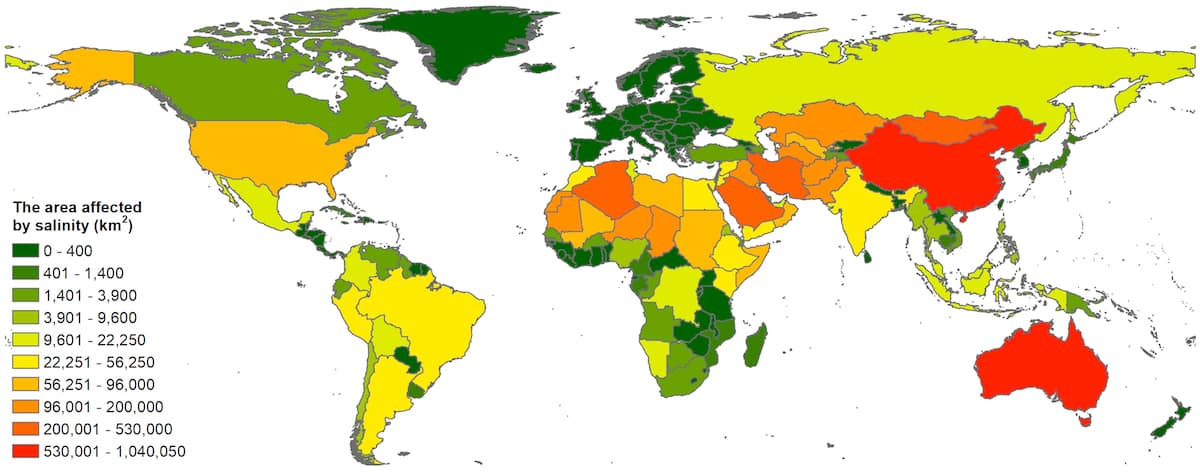 The area affected
by salinity (km²)
0 - 400
401 - 1,400
1,401 - 3,900
3,901 - 9,600
9,601 - 22,250
22,251 - 56,250
56,251 - 96,000
96,001 - 200,000
200,001 - 530,000
530,001 - 1,040,050